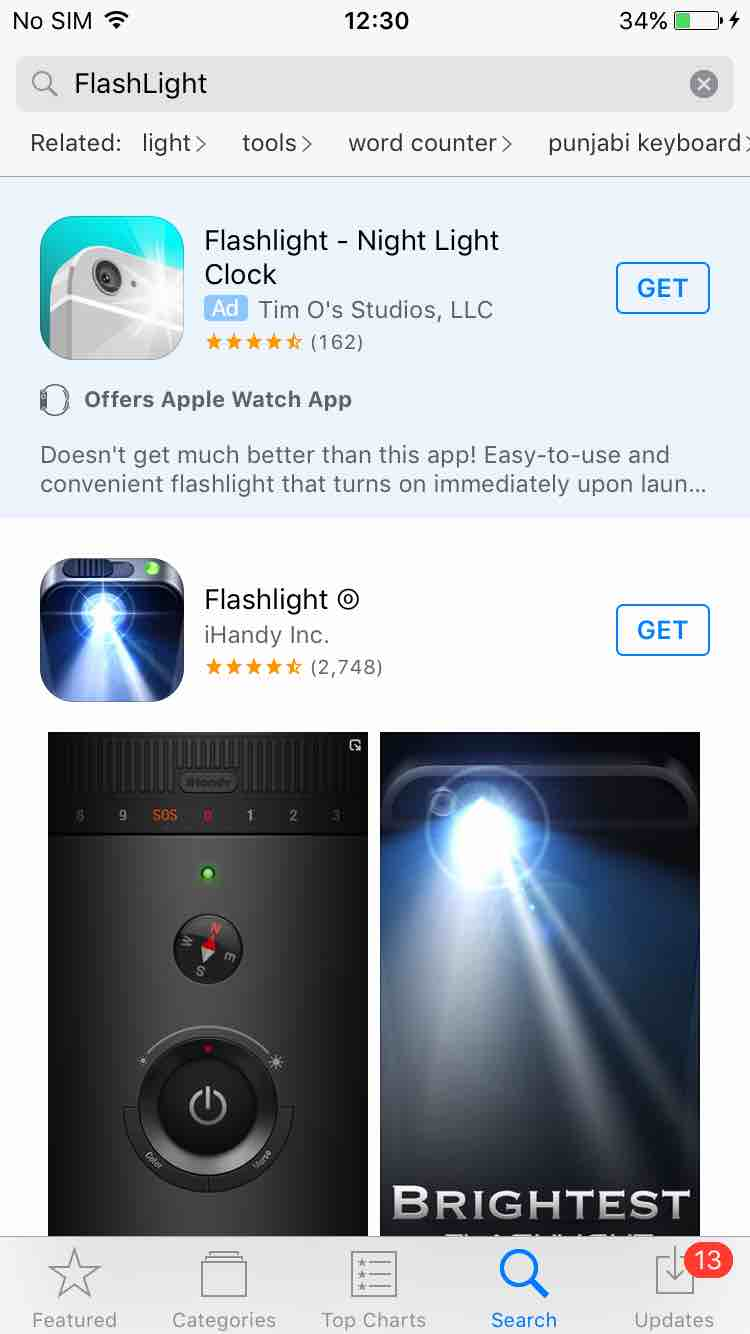 No SIM 12:30 34%
FlashLight
Related: light tools word counter punjabi keyboard
Flashlight - Night Light
Clock
GET
Ad Tim O's Studios, LLC
(162)
Offers Apple Watch App
Doesn't get much better than this app! Easy-to-use and
convenient flashlight that turns on immediately upon laun...
Flashlight ◎
iHandy Inc.
GET
(2,748)
iHandy
8 9 SOS 0 1 2 3
N
W E
S
Color Morse
BRIGHTEST
Featured Categories Top Charts Search Updates
13